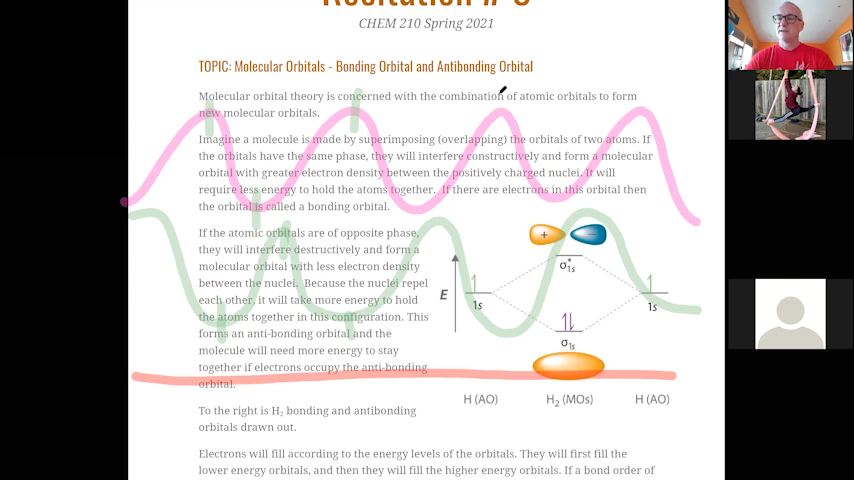 CHEM 210 Spring 2021
TOPIC: Molecular Orbitals - Bonding Orbital and Antibonding Orbital
Molecular orbital theory is concerned with the combination of atomic orbitals to form
new molecular orbitals.
Imagine a molecule is made by superimposing (overlapping) the orbitals of two atoms. If
the orbitals have the same phase, they will interfere constructively and form a molecular
orbital with greater electron density between the positively charged nuclei. It will
require less energy to hold the atoms together. If there are electrons in this orbital then
the orbital is called a bonding orbital.
If the atomic orbitals are of opposite phase,
they will interfere destructively and form a
molecular orbital with less electron density
between the nuclei. Because the nuclei repel
each other, it will take more energy to hold
the atoms together in this configuration. This
forms an anti-bonding orbital and the
molecule will need more energy to stay
together if electrons occupy the anti-bonding
orbital.
+ −
σ*1s
E
1s
1s
σ1s
H (AO) H₂ (MOs) H (AO)
To the right is H₂ bonding and antibonding
orbitals drawn out.
Electrons will fill according to the energy levels of the orbitals. They will first fill the
lower energy orbitals, and then they will fill the higher energy orbitals. If a bond order of